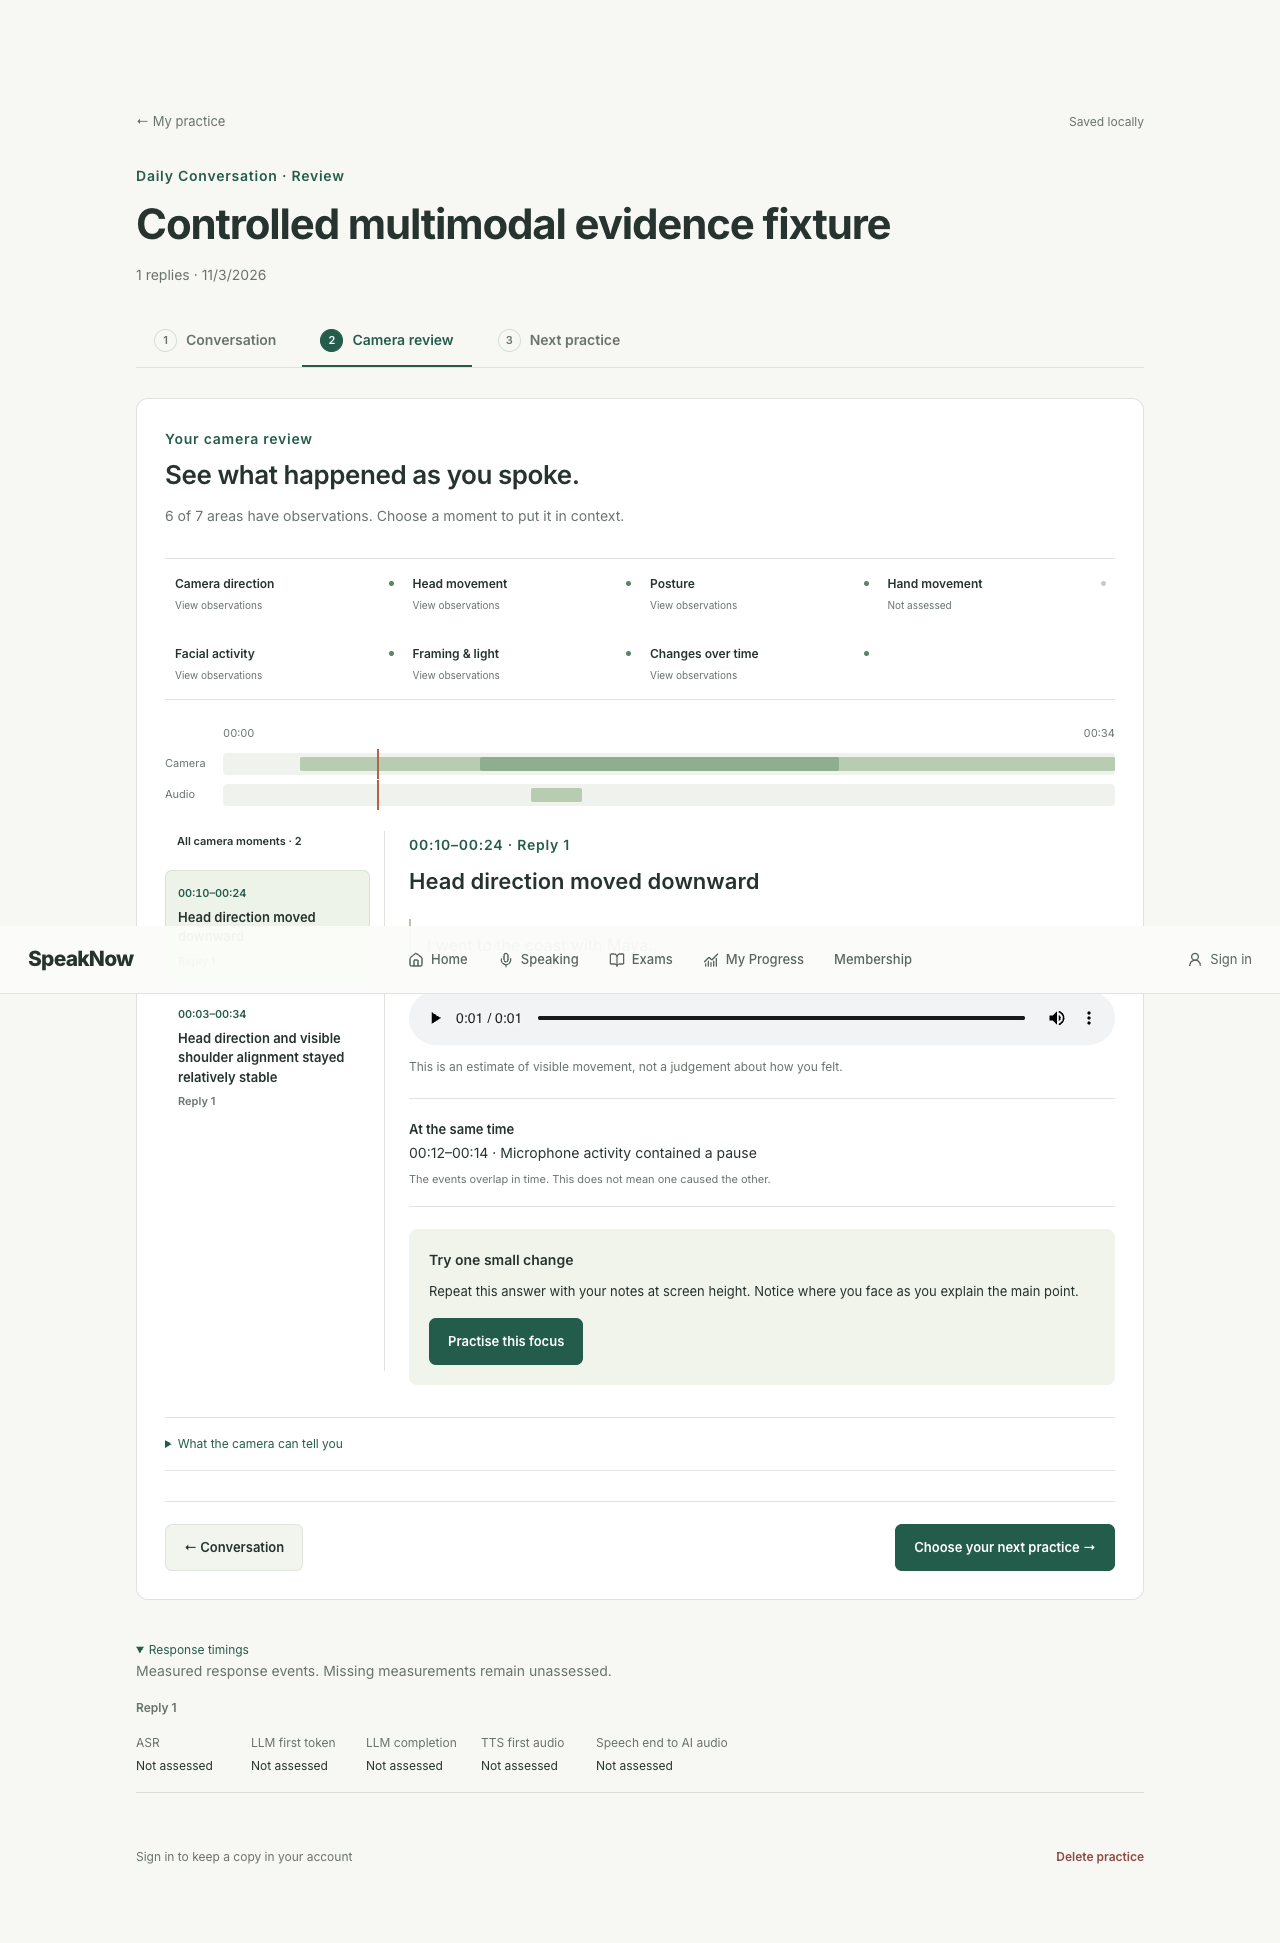 ← My practice
Saved locally
Daily Conversation · Review
Controlled multimodal evidence fixture
1 replies · 11/3/2026
1 Conversation
2 Camera review
3 Next practice
Your camera review
See what happened as you spoke.
6 of 7 areas have observations. Choose a moment to put it in context.
Camera direction
View observations
Head movement
View observations
Posture
View observations
Hand movement
Not assessed
Facial activity
View observations
Framing & light
View observations
Changes over time
View observations
00:00
00:34
Camera
Audio
All camera moments · 2
00:10–00:24
Head direction moved
downward
Reply 1
00:03–00:34
Head direction and visible
shoulder alignment stayed
relatively stable
Reply 1
00:10–00:24 · Reply 1
Head direction moved downward
I went to the coast with Maya
SpeakNow
Home
Speaking
Exams
My Progress
Membership
Sign in
0:01 / 0:01
This is an estimate of visible movement, not a judgement about how you felt.
At the same time
00:12–00:14 · Microphone activity contained a pause
The events overlap in time. This does not mean one caused the other.
Try one small change
Repeat this answer with your notes at screen height. Notice where you face as you explain the main point.
Practise this focus
▶ What the camera can tell you
← Conversation
Choose your next practice →
▼ Response timings
Measured response events. Missing measurements remain unassessed.
Reply 1
ASR
Not assessed
LLM first token
Not assessed
LLM completion
Not assessed
TTS first audio
Not assessed
Speech end to AI audio
Not assessed
Sign in to keep a copy in your account
Delete practice